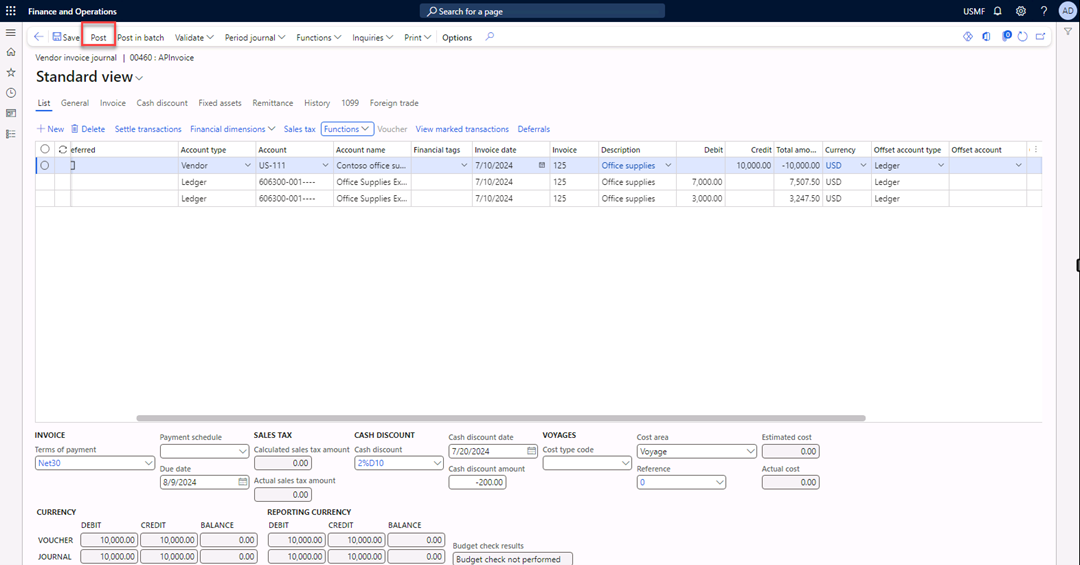 Finance and Operations Search for a page USMF ? AD
Save Post Post in batch Validate Period journal Functions Inquiries Print Options
Vendor invoice journal | 00460 : APInvoice
Standard view
List General Invoice Cash discount Fixed assets Remittance History 1099 Foreign trade
+ New Delete Settle transactions Financial dimensions Sales tax Functions Voucher View marked transactions Deferrals
eferred Account type Account Account name Financial tags Invoice date Invoice Description Debit Credit Total amo... Currency Offset account type Offset account
Vendor US-111 Contoso office su... 7/10/2024 125 Office supplies 10,000.00 -10,000.00 USD Ledger
Ledger 606300-001---- Office Supplies Ex... 7/10/2024 125 Office supplies 7,000.00 7,507.50 USD Ledger
Ledger 606300-001---- Office Supplies Ex... 7/10/2024 125 Office supplies 3,000.00 3,247.50 USD Ledger
INVOICE Payment schedule SALES TAX CASH DISCOUNT Cash discount date VOYAGES Cost area Estimated cost
Terms of payment Calculated sales tax amount Cash discount 7/20/2024 Cost type code Voyage 0.00
Net30 Due date 0.00 2%D10 Cash discount amount Reference Actual cost
8/9/2024 Actual sales tax amount -200.00 0 0.00
0.00
CURRENCY REPORTING CURRENCY
DEBIT CREDIT BALANCE DEBIT CREDIT BALANCE
VOUCHER 10,000.00 10,000.00 0.00 10,000.00 10,000.00 0.00 Budget check results
JOURNAL 10,000.00 10,000.00 0.00 10,000.00 10,000.00 0.00 Budget check not performed